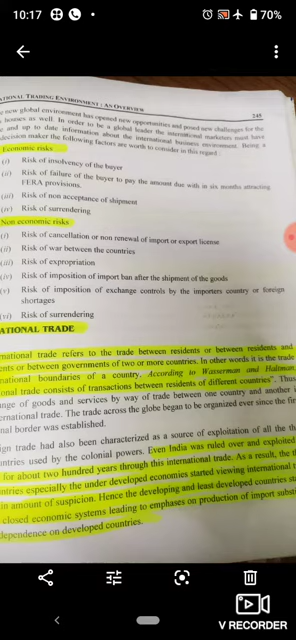 10:17
70%
NATIONAL TRADING ENVIRONMENT : AN OVERVIEW
245
new global environment has opened new opportunities and posed new challenges for the
houses as well. In order to be a global leader the international marketers must have
and up to date information about the international business environment. Being a
decision maker the following factors are worth to consider in this regard :
Economic risks
(i) Risk of insolvency of the buyer
(ii) Risk of failure of the buyer to pay the amount due with in six months attracting
FERA provisions.
(iii) Risk of non acceptance of shipment
(iv) Risk of surrendering
Non economic risks
(i) Risk of cancellation or non renewal of import or export license
(ii) Risk of war between the countries
(iii) Risk of expropriation
(iv) Risk of imposition of import ban after the shipment of the goods
(v) Risk of imposition of exchange controls by the importers country or foreign
shortages
(vi) Risk of surrendering
ATIONAL TRADE
national trade refers to the trade between residents or between residents and
ents or between governments of two or more countries. In other words it is the trade
national boundaries of a country. According to Wasserman and Haltman,
ional trade consists of transactions between residents of different countries". Thus
ange of goods and services by way of trade between one country and another i
ernational trade. The trade across the globe began to be organized ever since the fir
nal border was established.
ign trade had also been characterized as a source of exploitation of all the th
ntries used by the colonial powers. Even India was ruled over and exploited
for about two hundred years through this international trade. As a result, the th
ntries especially the under developed economies started viewing international t
in amount of suspicion. Hence the developing and least developed countries sta
closed economic systems leading to emphases on production of import subst
dependence on developed countries.
V RECORDER